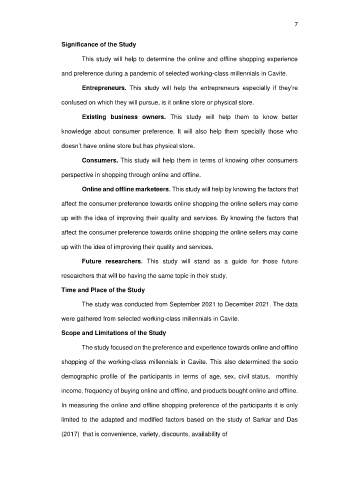 7
Significance of the Study
This study will help to determine the online and offline shopping experience
and preference during a pandemic of selected working-class millennials in Cavite.
Entrepreneurs. This study will help the entrepreneurs especially if they're
confused on which they will pursue, is it online store or physical store.
Existing business owners. This study will help them to know better
knowledge about consumer preference. It will also help them specially those who
doesn't have online store but has physical store.
Consumers. This study will help them in terms of knowing other consumers
perspective in shopping through online and offline.
Online and offline marketeers. This study will help by knowing the factors that
affect the consumer preference towards online shopping the online sellers may come
up with the idea of improving their quality and services. By knowing the factors that
affect the consumer preference towards online shopping the online sellers may come
up with the idea of improving their quality and services.
Future researchers. This study will stand as a guide for those future
researchers that will be having the same topic in their study.
Time and Place of the Study
The study was conducted from September 2021 to December 2021. The data
were gathered from selected working-class millennials in Cavite.
Scope and Limitations of the Study
The study focused on the preference and experience towards online and offline
shopping of the working-class millennials in Cavite. This also determined the socio
demographic profile of the participants in terms of age, sex, civil status, monthly
income, frequency of buying online and offline, and products bought online and offline.
In measuring the online and offline shopping preference of the participants it is only
limited to the adapted and modified factors based on the study of Sarkar and Das
(2017) that is convenience, variety, discounts, availability of